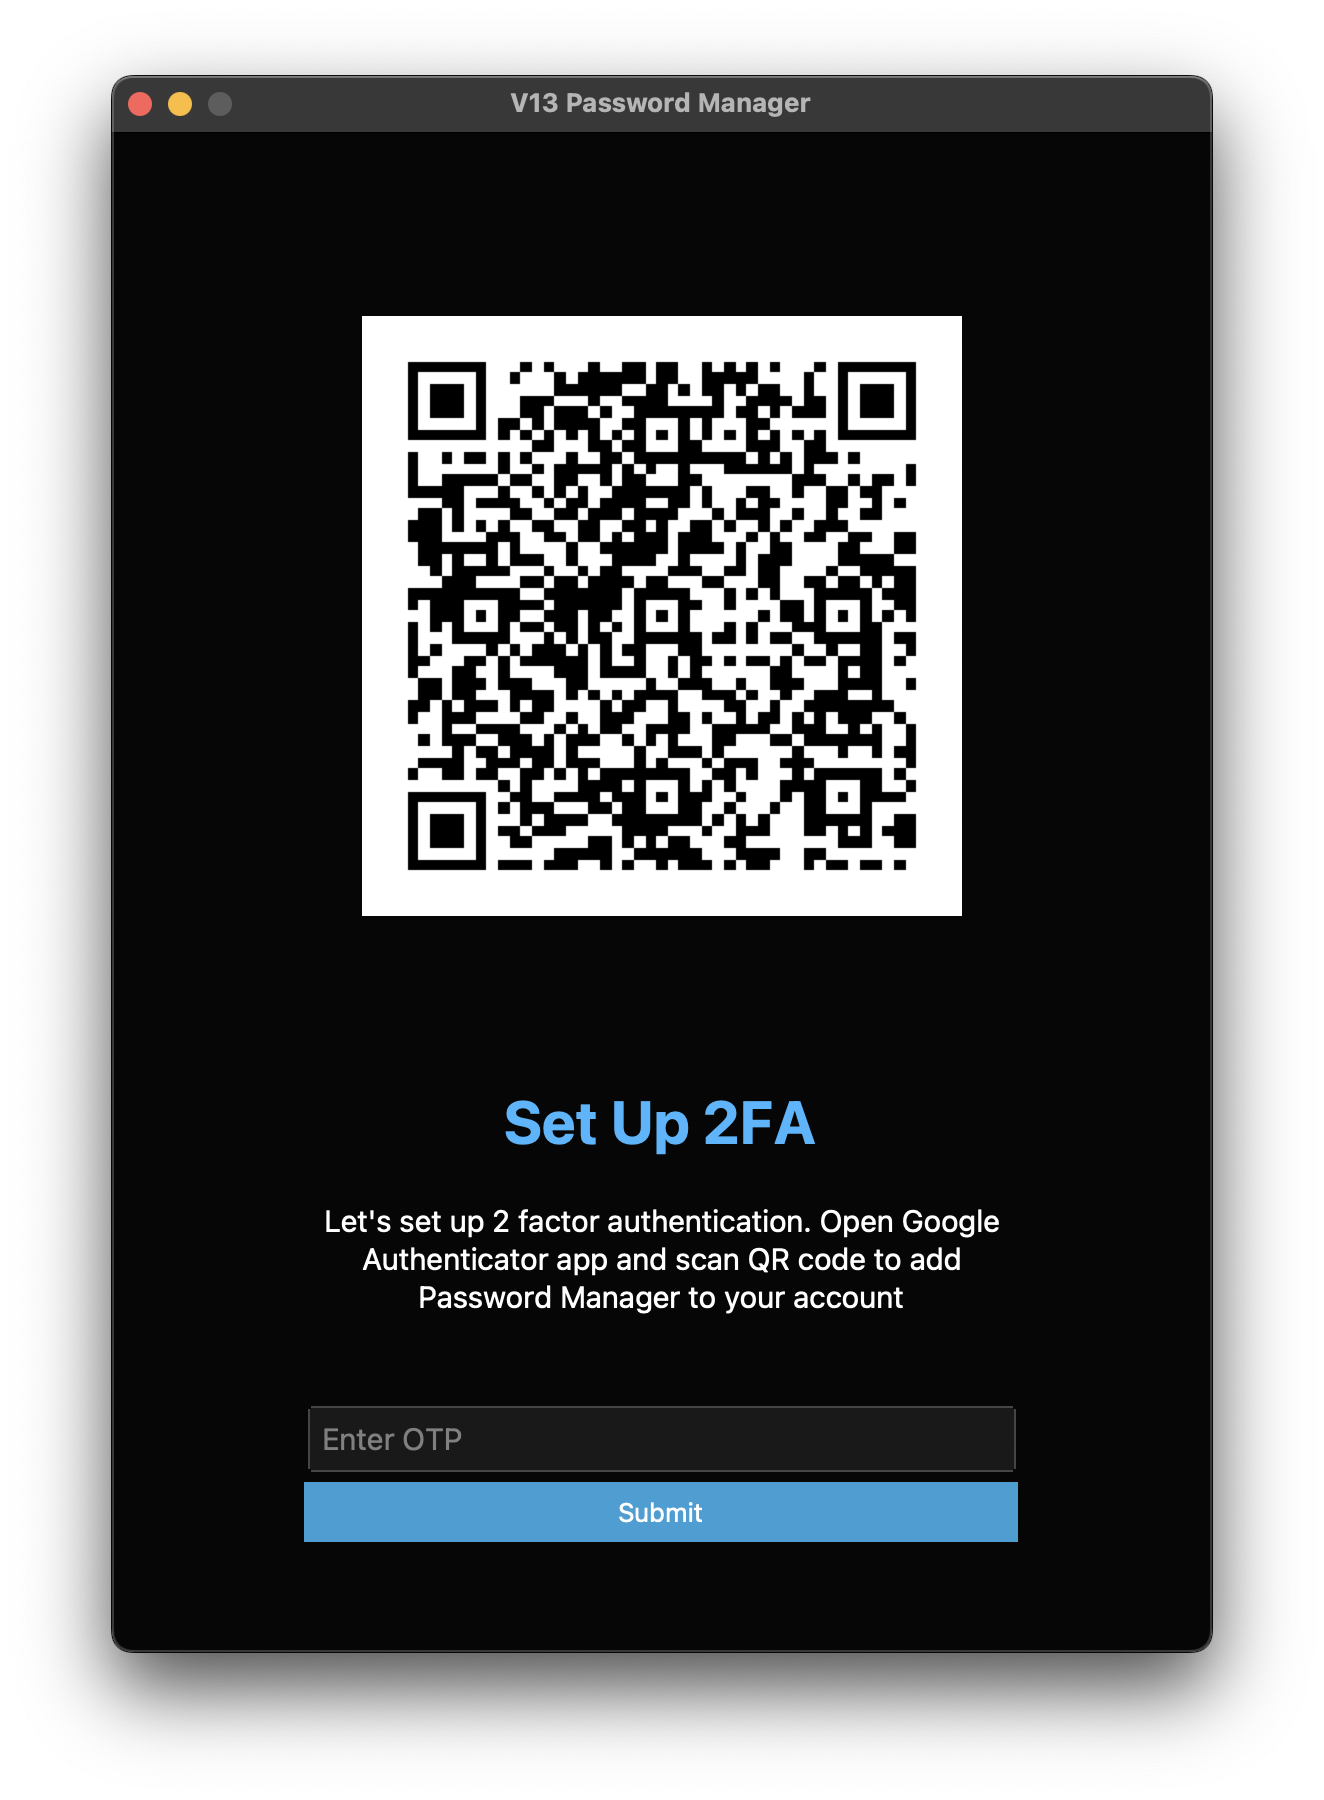 V13 Password Manager
Set Up 2FA
Let's set up 2 factor authentication. Open Google
Authenticator app and scan QR code to add
Password Manager to your account
Enter OTP
Submit